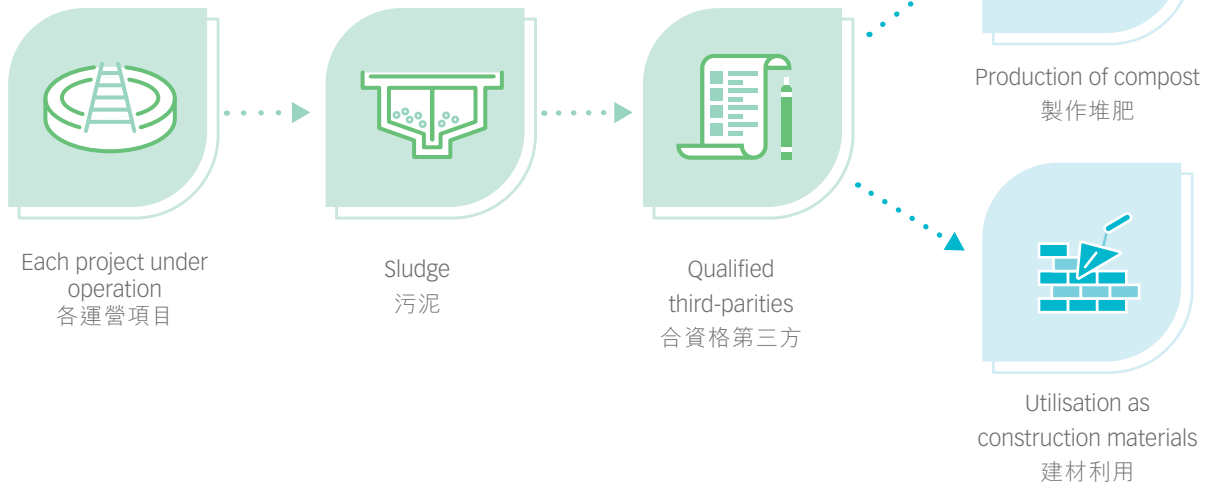 Each project under
operation
各運營項目
Sludge
污泥
Qualified
third-parities
合資格第三方
Production of compost
製作堆肥
Utilisation as
construction materials
建材利用